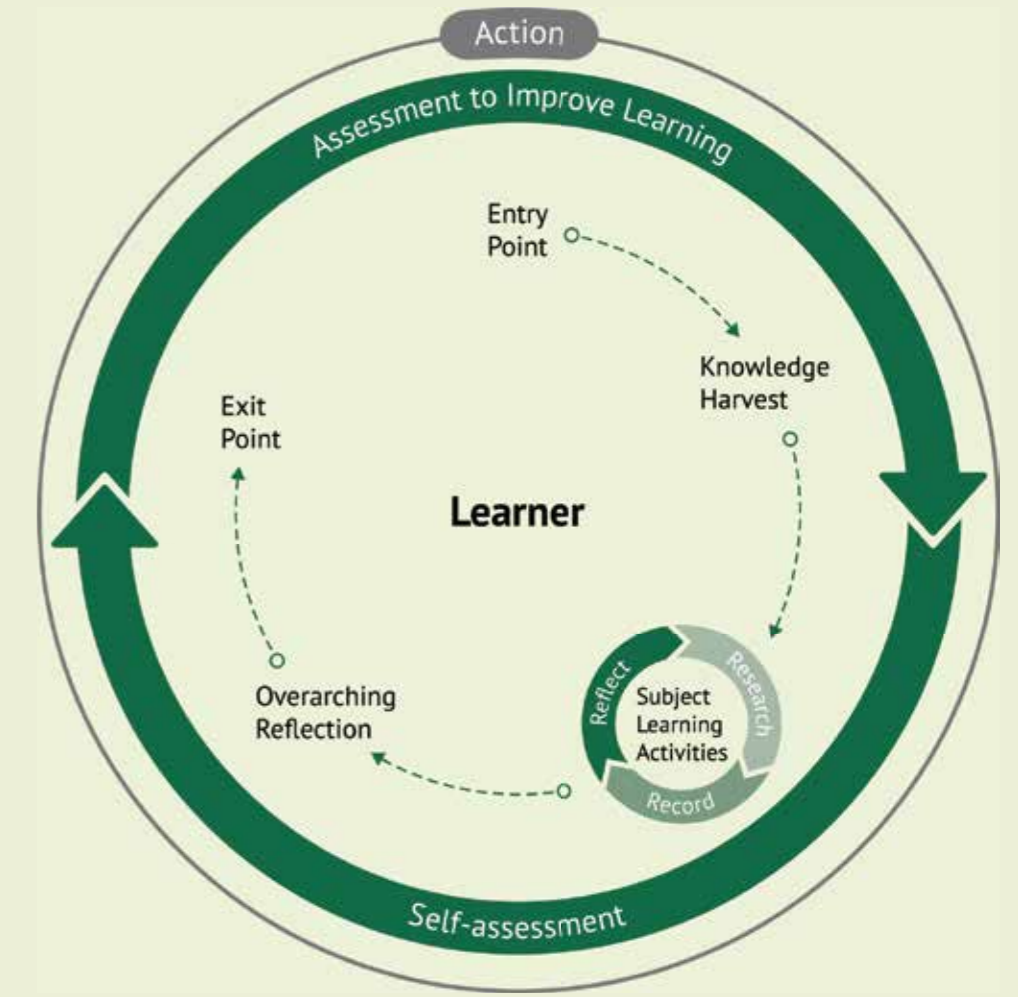 Action
Assessment to Improve Learning
Entry
Point
Knowledge
Harvest
Exit
Point
Learner
Reflect
Research
Subject
Learning
Activities
Record
Overarching
Reflection
Self-assessment